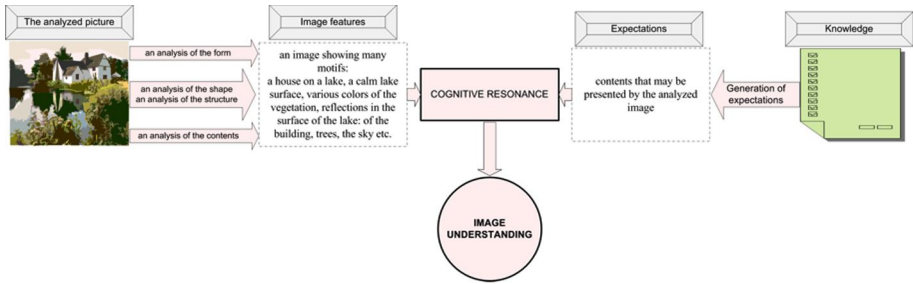 The analyzed picture
an analysis of the form
an analysis of the shape
an analysis of the structure
an analysis of the contents
Image features
an image showing many
motifs:
a house on a lake, a calm lake
surface, various colors of the
vegetation, reflections in the
surface of the lake: of the
building, trees, the sky etc.
COGNITIVE RESONANCE
IMAGE
UNDERSTANDING
Expectations
contents that may be
presented by the analyzed
image
Generation of
expectations
Knowledge